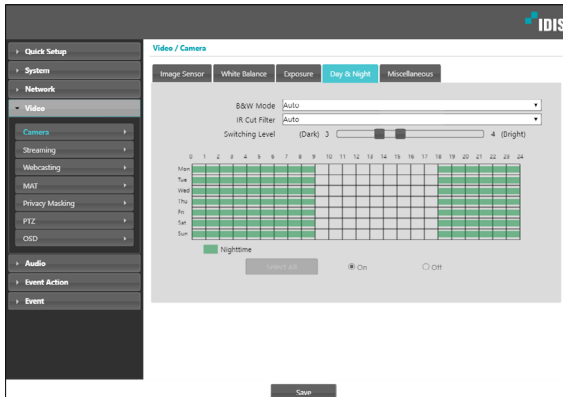 IDIS
Quick Setup
System
Network
Video
Camera
Streaming
Webcasting
MAT
Privacy Masking
PTZ
OSD
Audio
Event Action
Event
Video / Camera
Image Sensor White Balance Exposure Day & Night Miscellaneous
B&W Mode Auto
IR Cut Filter Auto
Switching Level (Dark) 3 4 (Bright)
0 1 2 3 4 5 6 7 8 9 10 11 12 13 14 15 16 17 18 19 20 21 22 23 24
Mon
Tue
Wed
Thu
Fri
Sat
Sun
Nighttime
Select All On Off
Save